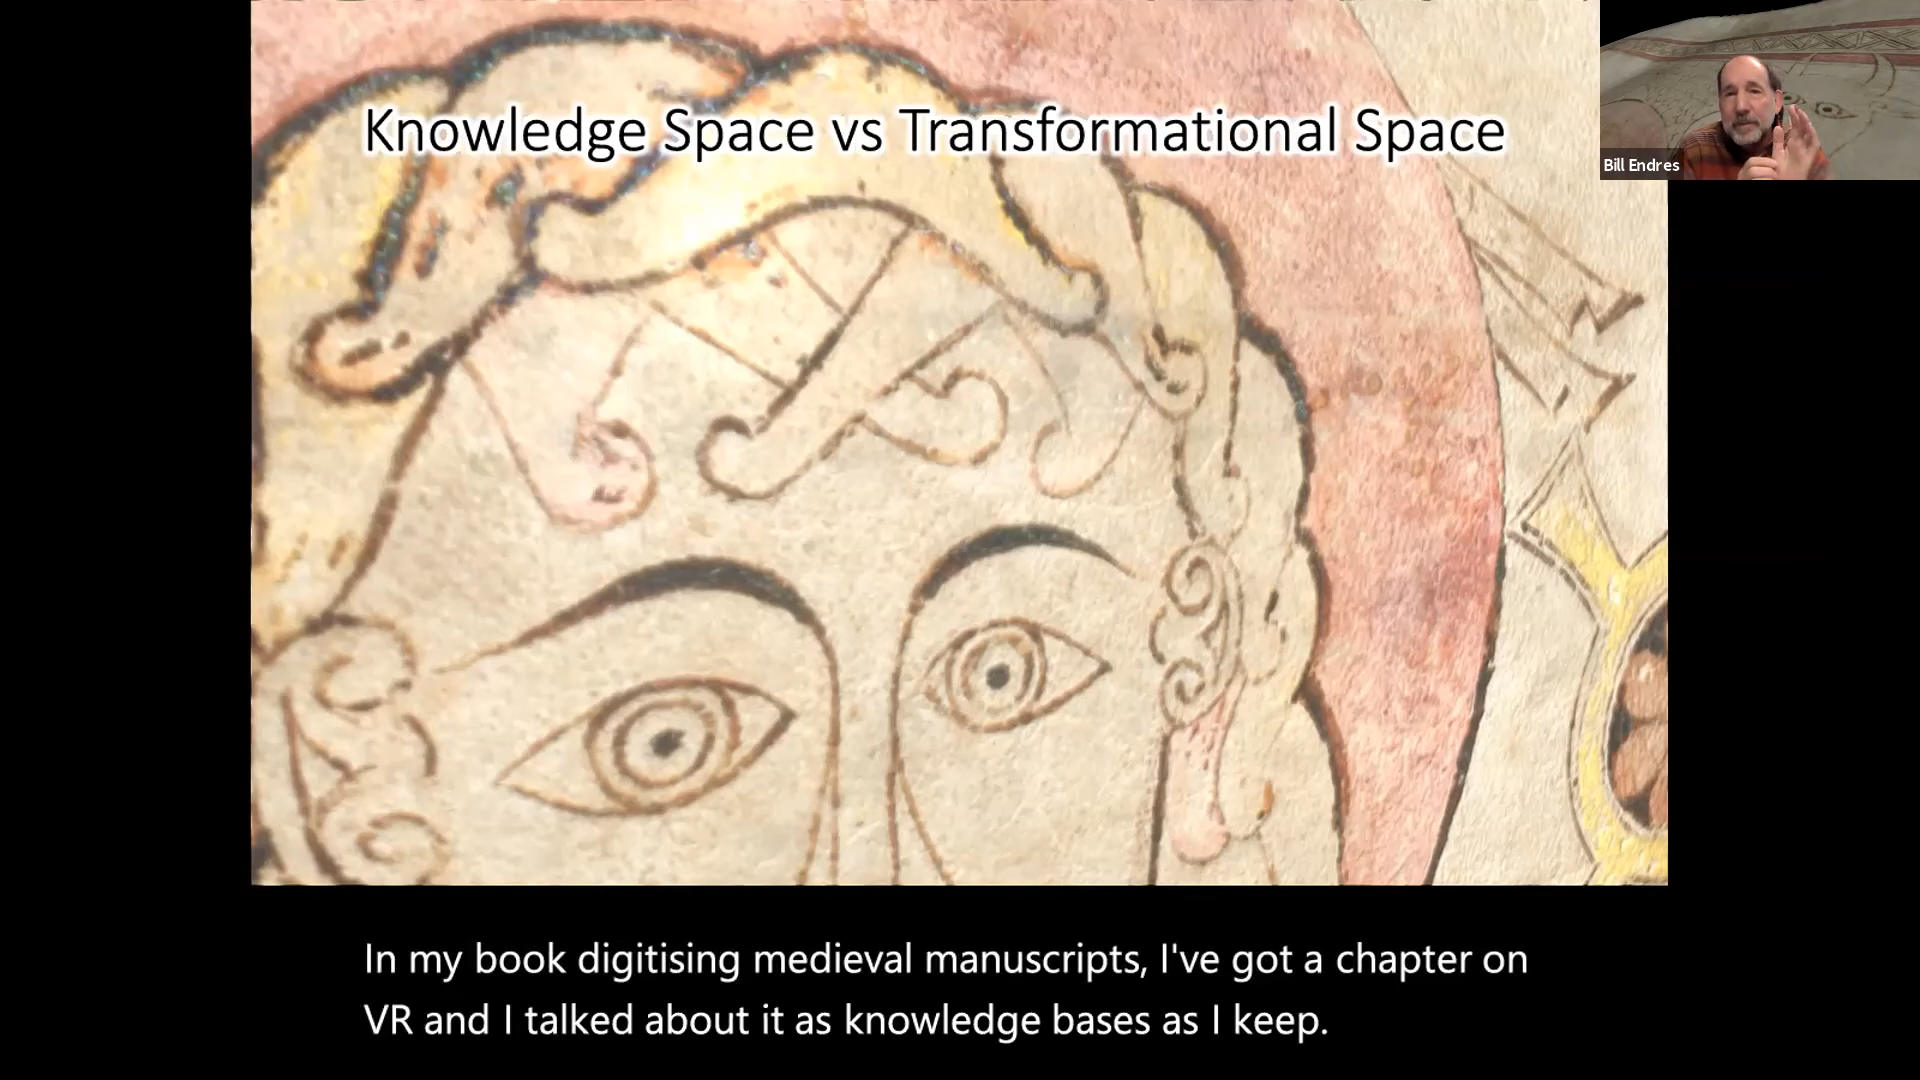 Knowledge Space vs Transformational Space
Bill Endres
In my book digitising medieval manuscripts, I've got a chapter on
VR and I talked about it as knowledge bases as I keep.